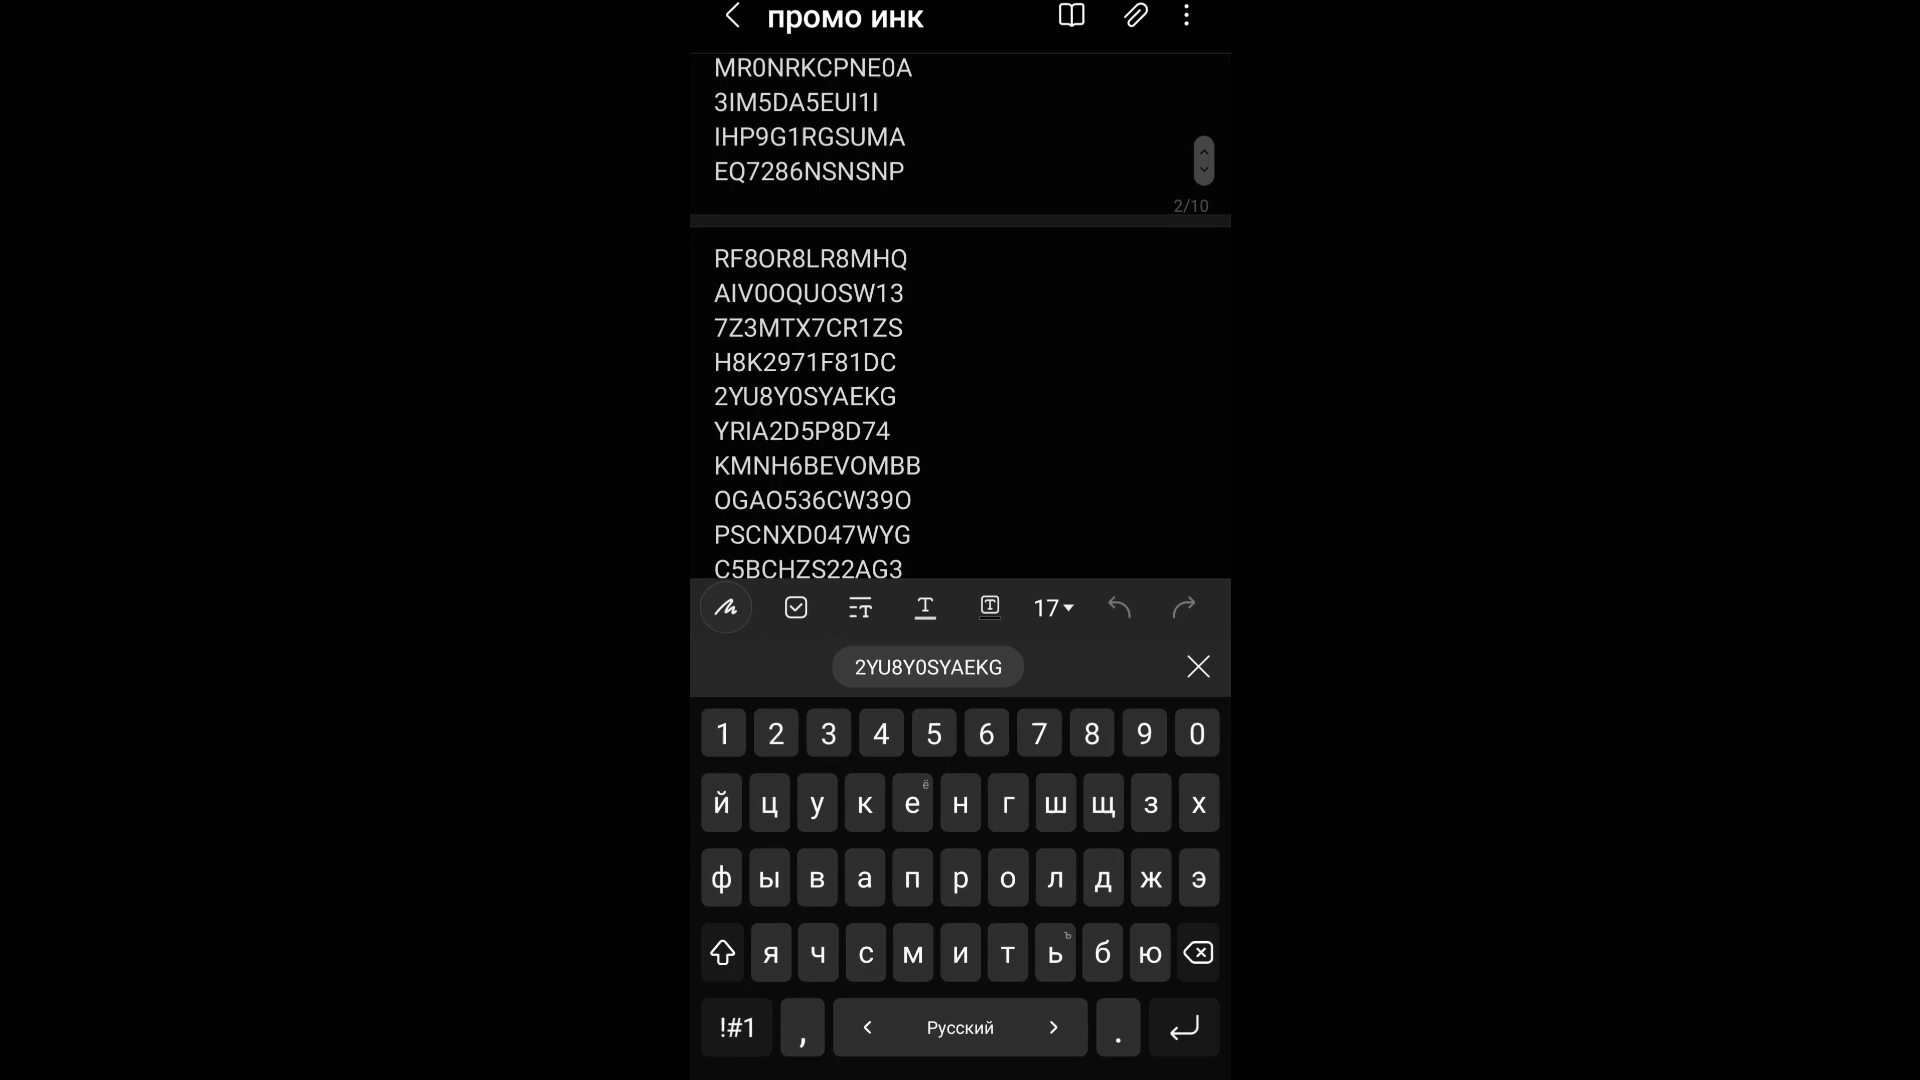 промо инк
MR0NRKCPNE0A
3IM5DA5EUI1I
IHP9G1RGSUMA
EQ7286NSNSNP
2/10
RF8OR8LR8MHQ
AIV0OQUOSW13
7Z3MTX7CR1ZS
H8K2971F81DC
2YU8Y0SYAEKG
YRIA2D5P8D74
KMNH6BEVOMBB
OGAO536CW39O
PSCNXD047WYG
C5BCHZS22AG3
17
2YU8Y0SYAEKG
1 2 3 4 5 6 7 8 9 0
й ц у к е ё н г ш щ з х
ф ы в а п р о л д ж э
я ч с м и т ь ъ б ю
!#1 , < Русский > .